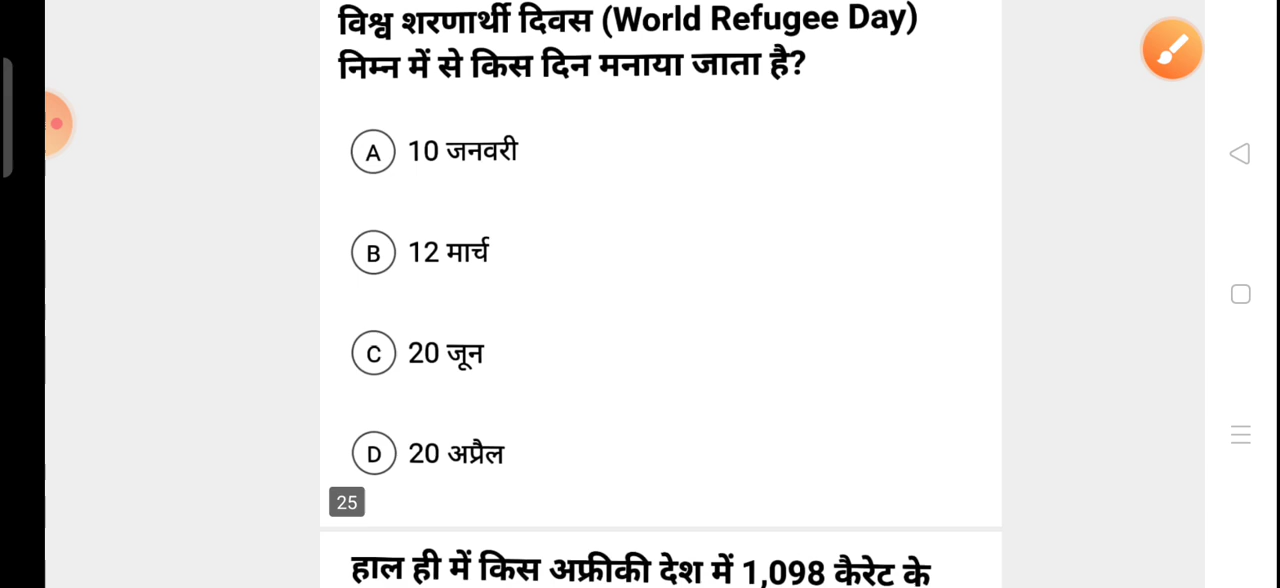 विश्व शरणार्थी दिवस (World Refugee Day)
निम्न में से किस दिन मनाया जाता है?
A 10 जनवरी
B 12 मार्च
C 20 जून
D 20 अप्रैल
25
हाल ही में किस अफ्रीकी देश में 1,098 कैरेट के